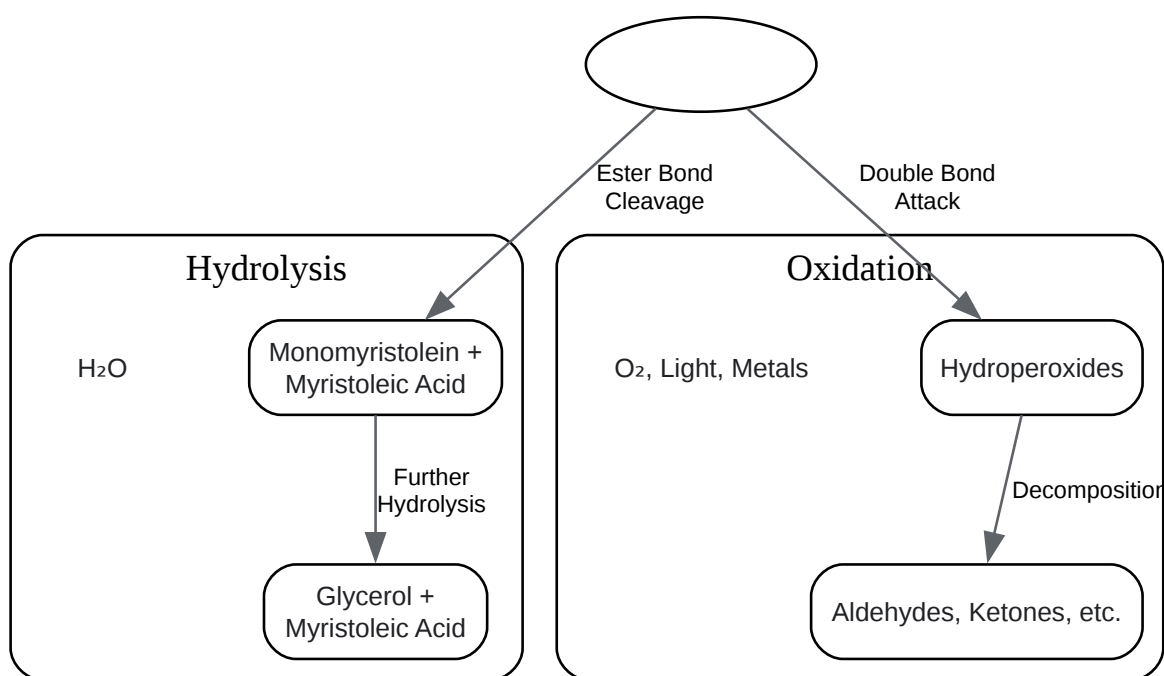 Ester Bond
Cleavage
Double Bond
Attack
Hydrolysis
H₂O
Monomyristolein +
Myristoleic Acid
Further
Hydrolysis
Glycerol +
Myristoleic Acid
Oxidation
O₂, Light, Metals
Hydroperoxides
Decomposition
Aldehydes, Ketones, etc.